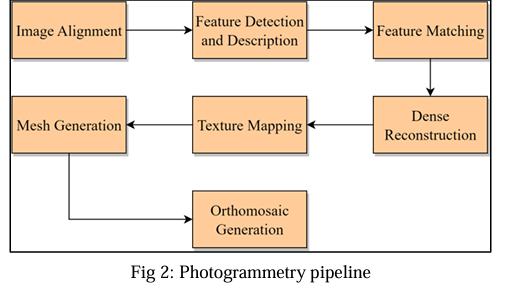 Image Alignment
Feature Detection
and Description
Feature Matching
Dense
Reconstruction
Texture Mapping
Mesh Generation
Orthomosaic
Generation
Fig 2: Photogrammetry pipeline